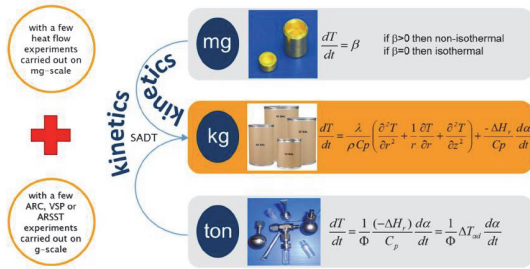 with a few
heat flow
experiments
carried out on
mg-scale
with a few
ARC, VSP or
ARSST
experiments
carried out on
g-scale
kinetics
kinetics
SADT
mg
dT/dt = β
if β>0 then non-isothermal
if β=0 then isothermal
kg
dT/dt = λ/ρCp (∂²T/∂r² + 1/r ∂T/∂r + ∂²T/∂z²) + -ΔHᵣ/Cp dα/dt
ton
dT/dt = 1/Φ (-ΔHᵣ)/Cₚ dα/dt = 1/Φ ΔT_ad dα/dt